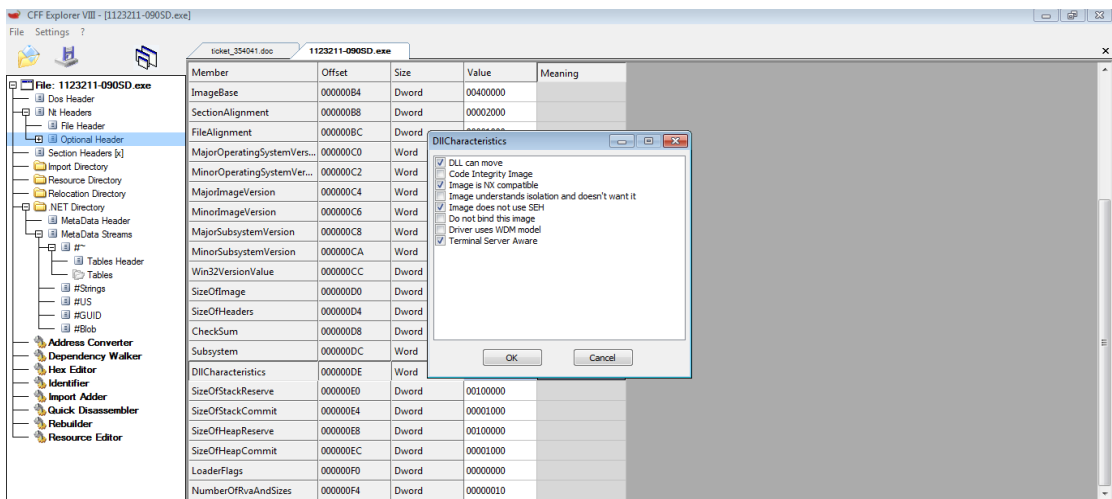 CFF Explorer VIII - [1123211-090SD.exe]
File Settings ?
ticket_354041.doc 1123211-090SD.exe
File: 1123211-090SD.exe
Dos Header
Nt Headers
File Header
Optional Header
Section Headers [x]
Import Directory
Resource Directory
Relocation Directory
.NET Directory
MetaData Header
MetaData Streams
#~
Tables Header
Tables
#Strings
#US
#GUID
#Blob
Address Converter
Dependency Walker
Hex Editor
Identifier
Import Adder
Quick Disassembler
Rebuilder
Resource Editor
Member Offset Size Value Meaning
ImageBase 000000B4 Dword 00400000
SectionAlignment 000000B8 Dword 00002000
FileAlignment 000000BC Dword
MajorOperatingSystemVers... 000000C0 Word
MinorOperatingSystemVer... 000000C2 Word
MajorImageVersion 000000C4 Word
MinorImageVersion 000000C6 Word
MajorSubsystemVersion 000000C8 Word
MinorSubsystemVersion 000000CA Word
Win32VersionValue 000000CC Dword
SizeOfImage 000000D0 Dword
SizeOfHeaders 000000D4 Dword
CheckSum 000000D8 Dword
Subsystem 000000DC Word
DllCharacteristics 000000DE Word
SizeOfStackReserve 000000E0 Dword 00100000
SizeOfStackCommit 000000E4 Dword 00001000
SizeOfHeapReserve 000000E8 Dword 00100000
SizeOfHeapCommit 000000EC Dword 00001000
LoaderFlags 000000F0 Dword 00000000
NumberOfRvaAndSizes 000000F4 Dword 00000010
DllCharacteristics
DLL can move
Code Integrity Image
Image is NX compatible
Image understands isolation and doesn't want it
Image does not use SEH
Do not bind this image
Driver uses WDM model
Terminal Server Aware
OK Cancel